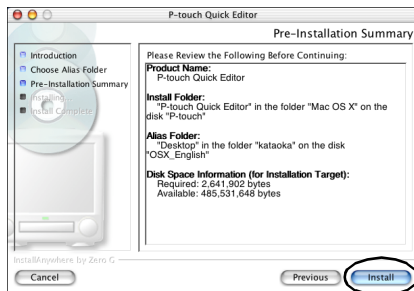 P-touch Quick Editor
Pre-Installation Summary
Introduction
Choose Alias Folder
Pre-Installation Summary
Installing...
Install Complete
Please Review the Following Before Continuing:
Product Name:
P-touch Quick Editor
Install Folder:
"P-touch Quick Editor" in the folder "Mac OS X" on the
disk "P-touch"
Alias Folder:
"Desktop" in the folder "kataoka" on the disk
"OSX_English"
Disk Space Information (for Installation Target):
Required: 2,641,902 bytes
Available: 485,531,648 bytes
InstallAnywhere by Zero G
Cancel
Previous
Install